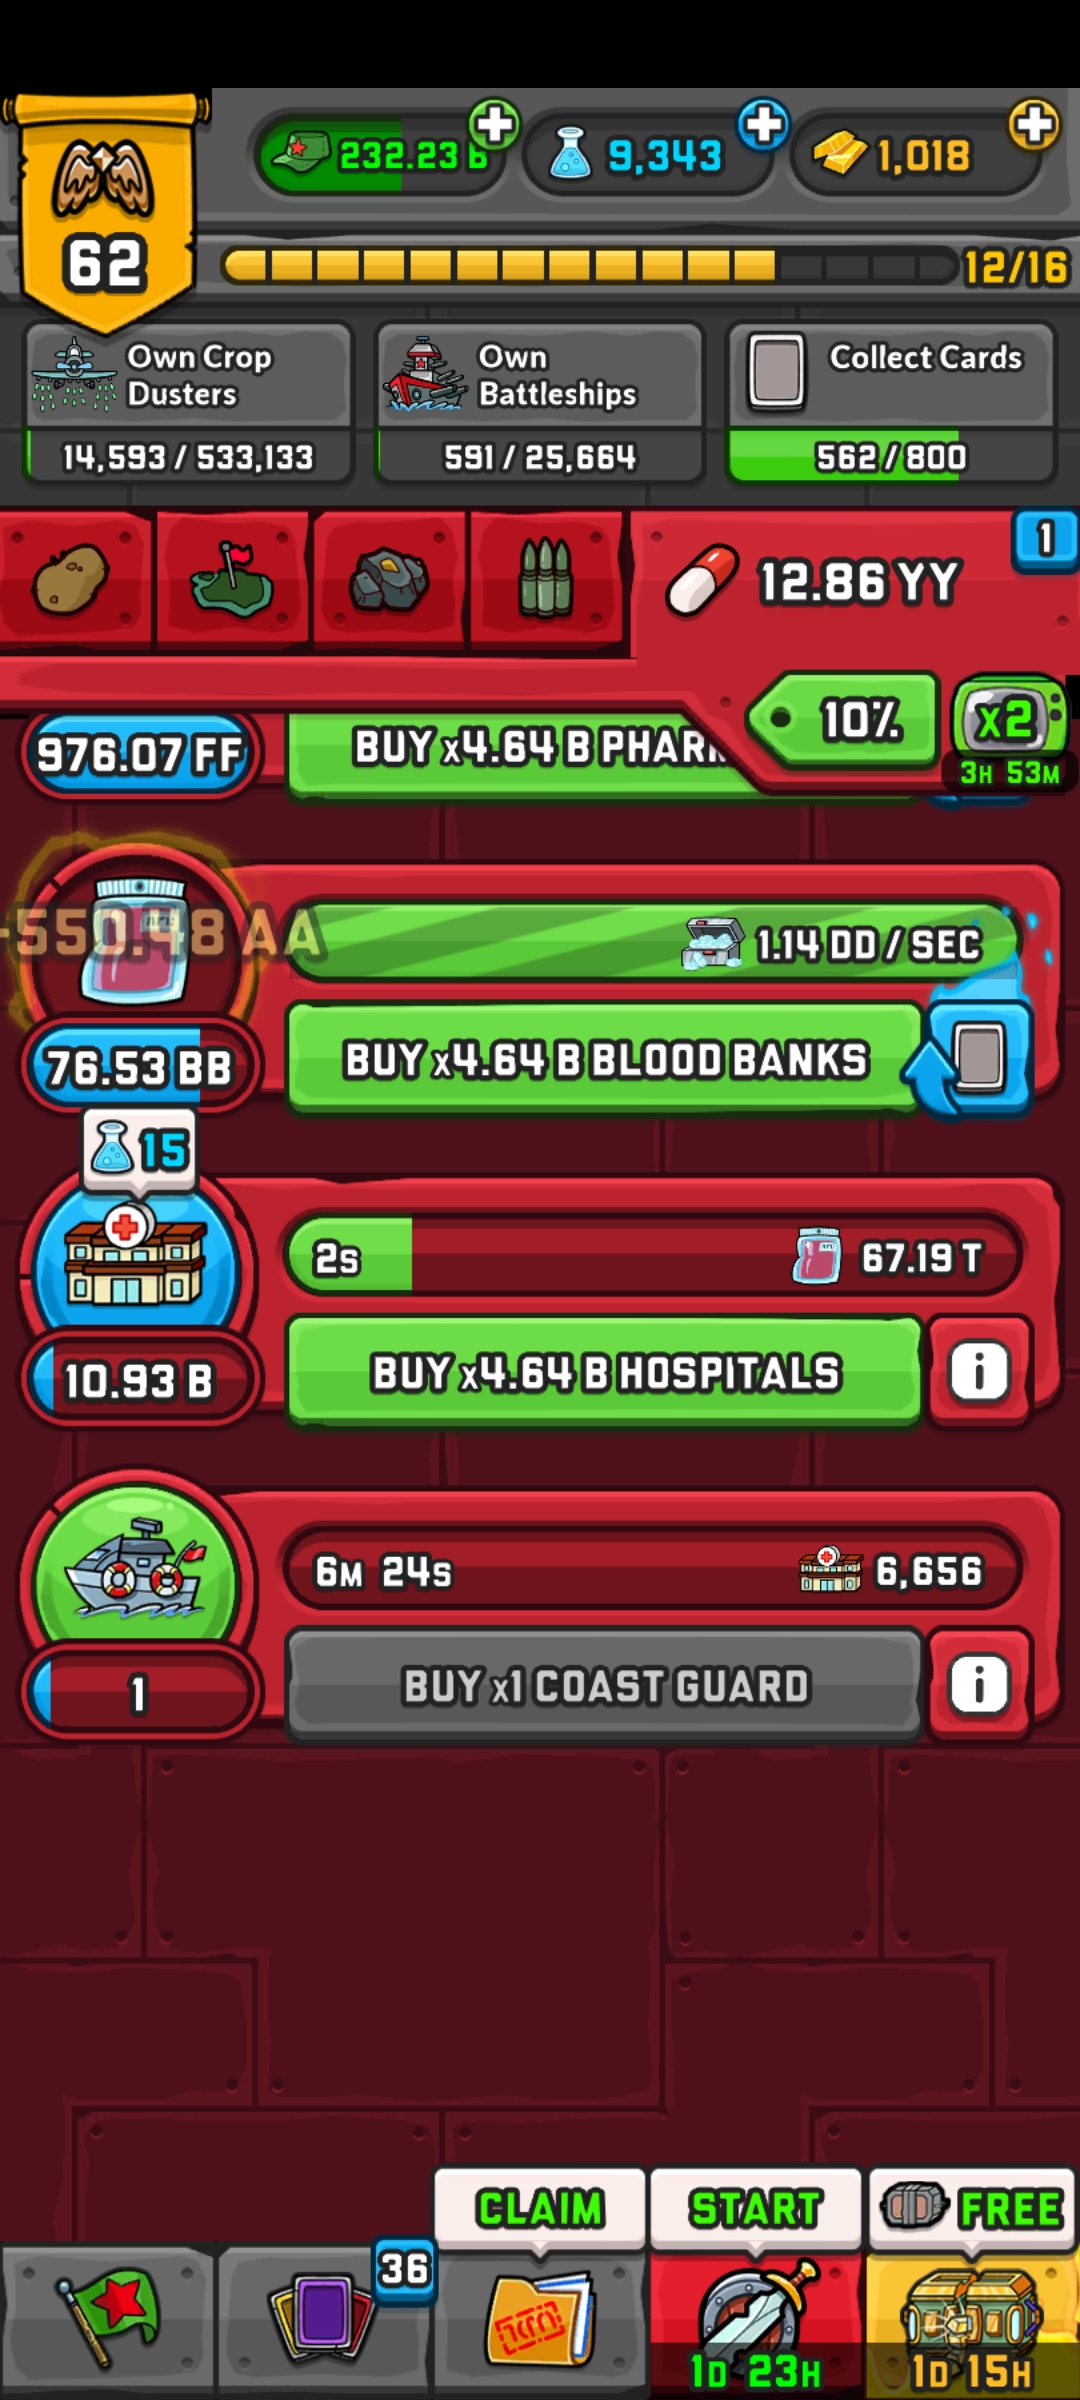 62
232.23 B
9,343
1,018
12/16
Own Crop
Dusters
14,593 / 533,133
Own
Battleships
591 / 25,664
Collect Cards
562 / 800
12.86 YY
1
10%
x2
3H 53M
976.07 FF
BUY x4.64 B
550.48 AA
1.14 DD / SEC
76.53 BB
BUY x4.64 B BLOOD BANKS
15
2S
67.19 T
10.93 B
BUY x4.64 B HOSPITALS
i
6M 24S
6,656
1
BUY x1 COAST GUARD
i
CLAIM
START
FREE
36
1D 23H
1D 15H